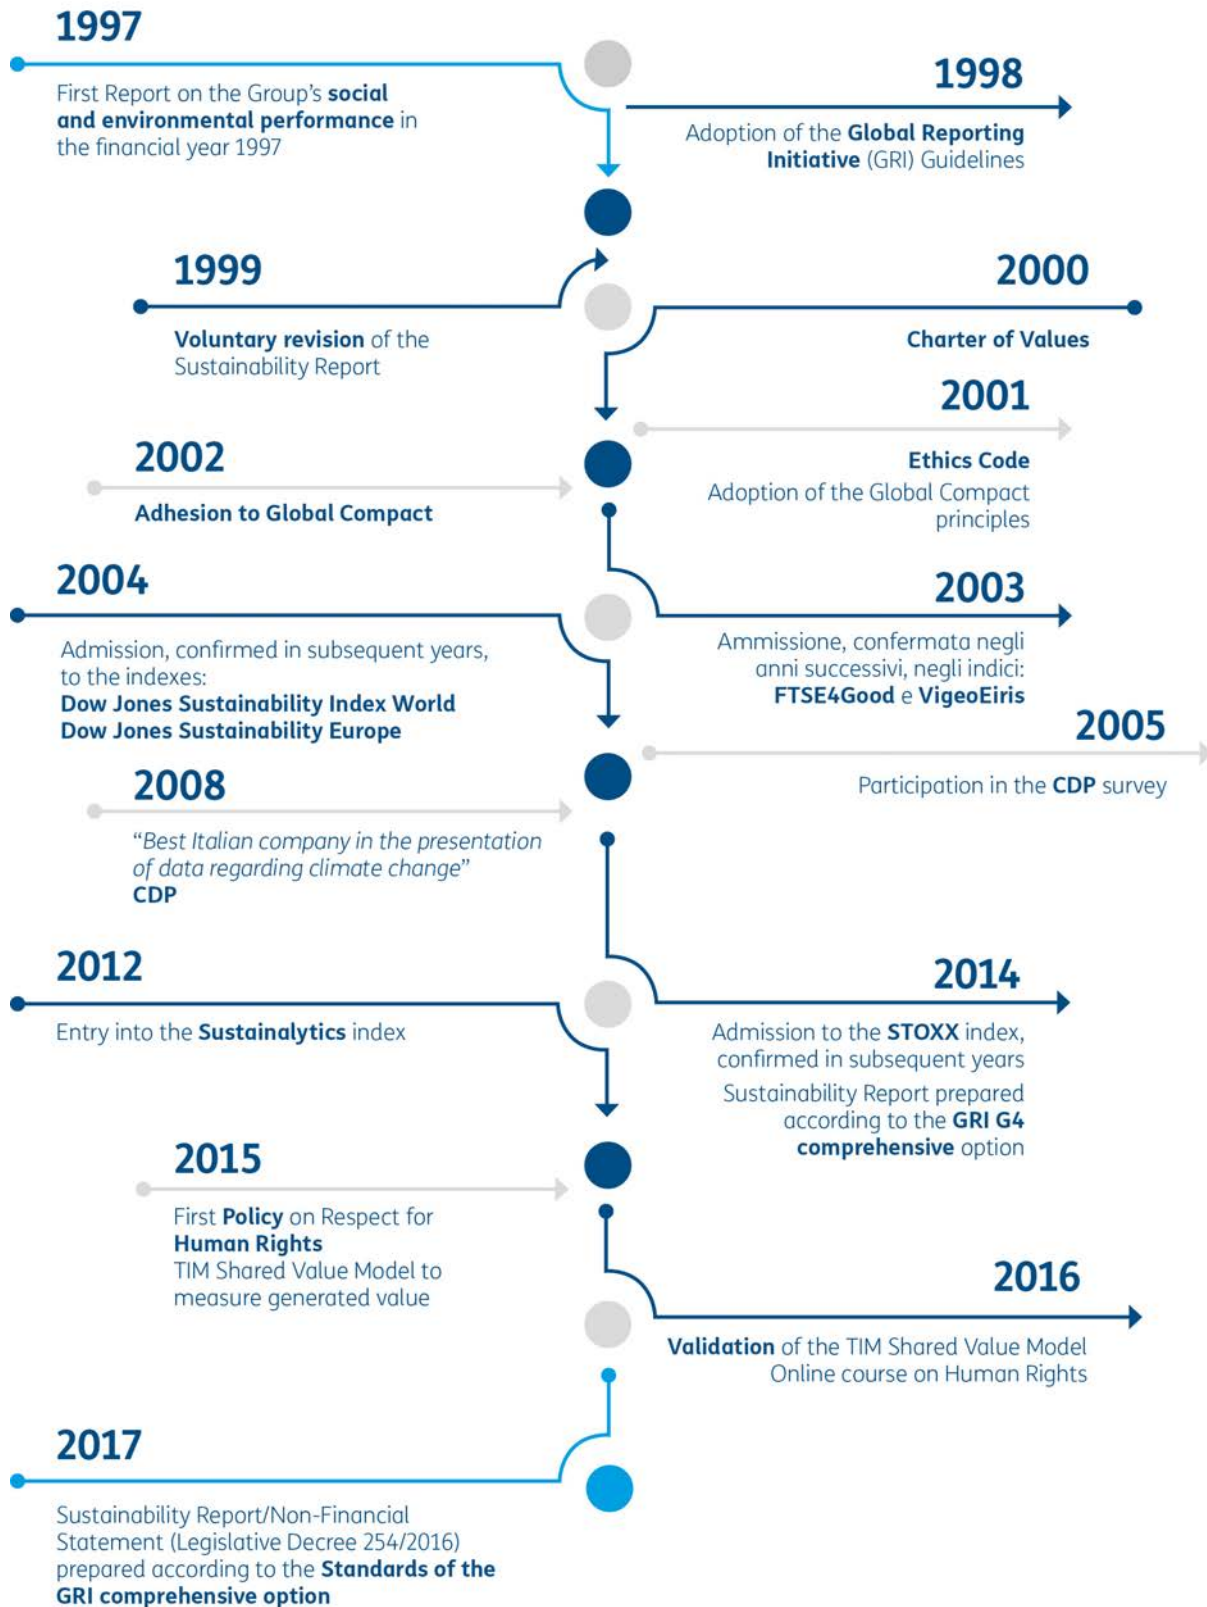 1997
First Report on the Group's social
and environmental performance in
the financial year 1997
1998
Adoption of the Global Reporting
Initiative (GRI) Guidelines
1999
Voluntary revision of the
Sustainability Report
2000
Charter of Values
2001
Ethics Code
Adoption of the Global Compact
principles
2002
Adhesion to Global Compact
2004
Admission, confirmed in subsequent years,
to the indexes:
Dow Jones Sustainability Index World
Dow Jones Sustainability Europe
2003
Ammissione, confermata negli
anni successivi, negli indici:
FTSE4Good e VigeoEiris
2005
Participation in the CDP survey
2008
“Best Italian company in the presentation
of data regarding climate change”
CDP
2012
Entry into the Sustainalytics index
2014
Admission to the STOXX index,
confirmed in subsequent years
Sustainability Report prepared
according to the GRI G4
comprehensive option
2015
First Policy on Respect for
Human Rights
TIM Shared Value Model to
measure generated value
2016
Validation of the TIM Shared Value Model
Online course on Human Rights
2017
Sustainability Report/Non-Financial
Statement (Legislative Decree 254/2016)
prepared according to the Standards of the
GRI comprehensive option